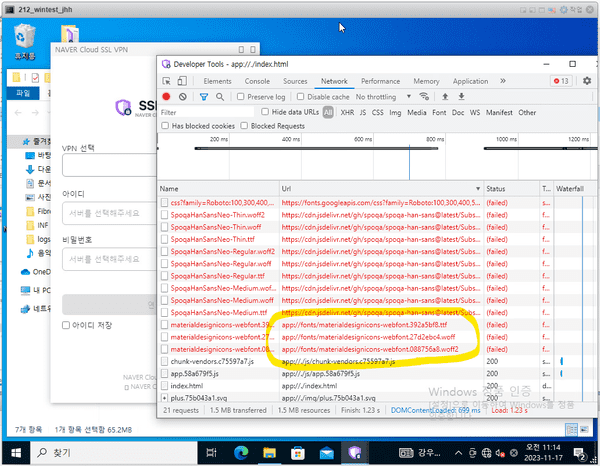 212_wintest_jhh
작업
휴지통
NAVER Cloud SSL VPN
파일
VPN 선택
아이디
서버를 선택해주세요
비밀번호
서버를 선택해주세요
아이디 저장
바탕
다운
문서
사진
Fibre
INF
logs
음악
OneD
내 PC
네트워
7개 항목
1개 항목 선택함 65.2MB
Developer Tools - app://./index.html
Elements
Console
Sources
Network
Performance
Memory
Application
13
Preserve log
Disable cache
No throttling
Filter
Hide data URLs
All
XHR JS CSS Img Media Font Doc WS Manifest Other
Has blocked cookies
Blocked Requests
200 ms
400 ms
600 ms
800 ms
1000 ms
1200 m
Name Url Status T... Waterfall
css?family=Roboto:100,300,400,... https://fonts.googleapis.com/css?family=Roboto:100,300,400,5... (failed) s...
SpoqaHanSansNeo-Thin.woff2 https://cdn.jsdelivr.net/gh/spoqa/spoqa-han-sans@latest/Subs... (failed) f...
SpoqaHanSansNeo-Thin.woff https://cdn.jsdelivr.net/gh/spoqa/spoqa-han-sans@latest/Subs... (failed) f...
SpoqaHanSansNeo-Thin.ttf https://cdn.jsdelivr.net/gh/spoqa/spoqa-han-sans@latest/Subs... (failed) f...
SpoqaHanSansNeo-Regular.woff2 https://cdn.jsdelivr.net/gh/spoqa/spoqa-han-sans@latest/Subs... (failed) f...
SpoqaHanSansNeo-Regular.woff https://cdn.jsdelivr.net/gh/spoqa/spoqa-han-sans@latest/Subs... (failed) f...
SpoqaHanSansNeo-Regular.ttf https://cdn.jsdelivr.net/gh/spoqa/spoqa-han-sans@latest/Subs... (failed) f...
SpoqaHanSansNeo-Medium.woff2 https://cdn.jsdelivr.net/gh/spoqa/spoqa-han-sans@latest/Subs... (failed) f...
SpoqaHanSansNeo-Medium.woff https://cdn.jsdelivr.net/gh/spoqa/spoqa-han-sans@latest/Subs... (failed) f...
SpoqaHanSansNeo-Medium.ttf https://cdn.jsdelivr.net/gh/spoqa/spoqa-han-sans@latest/Subs... (failed) f...
materialdesignicons-webfont.39... app://fonts/materialdesignicons-webfont.392a5bf8.ttf (failed) f...
materialdesignicons-webfont.27... app://fonts/materialdesignicons-webfont.27d2ebc4.woff (failed) f...
materialdesignicons-webfont.08... app://fonts/materialdesignicons-webfont.088756a8.woff2 (failed) f...
chunk-vendors.c75597a7.js app://./js/chunk-vendors.c75597a7.js 200 s...
app.58a679f5.js app://./js/app.58a679f5.js 200 s...
index.html app://./index.html 200 d...
plus.75b043a1.svg app://./img/plus.75b043a1.svg 200 s...
Windows 정품 인증
[설정]으로 이동하여 Windows를 정품 인증합니다.
21 requests
1.5 MB transferred
1.5 MB resources
Finish: 1.23 s
DOMContentLoaded: 699 ms
Load: 1.23 s
찾기
강우...
오전 11:14
2023-11-17
2